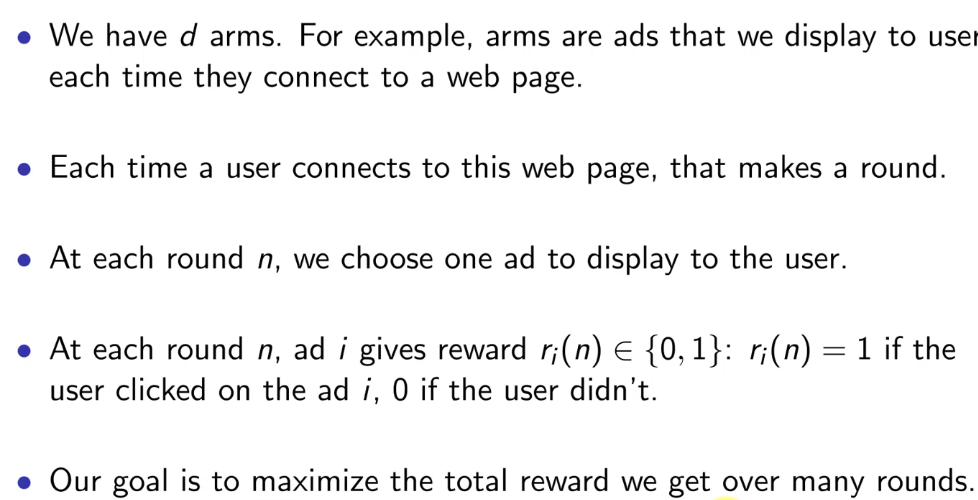 • We have d arms. For example, arms are ads that we display to user
each time they connect to a web page.
• Each time a user connects to this web page, that makes a round.
• At each round n, we choose one ad to display to the user.
• At each round n, ad i gives reward rᵢ(n) ∈ {0, 1}: rᵢ(n) = 1 if the
user clicked on the ad i, 0 if the user didn't.
• Our goal is to maximize the total reward we get over many rounds.